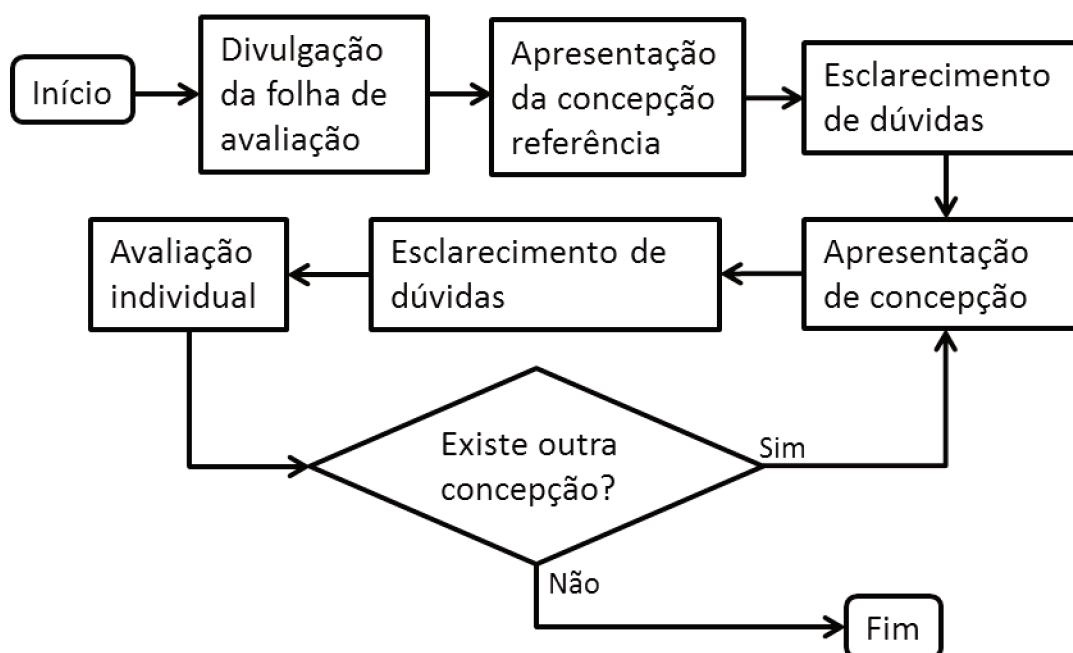 Início
Divulgação
da folha de
avaliação
Apresentação
da concepção
referência
Esclarecimento
de dúvidas
Apresentação
de concepção
Esclarecimento de
dúvidas
Avaliação
individual
Existe outra
concepção?
Sim
Não
Fim